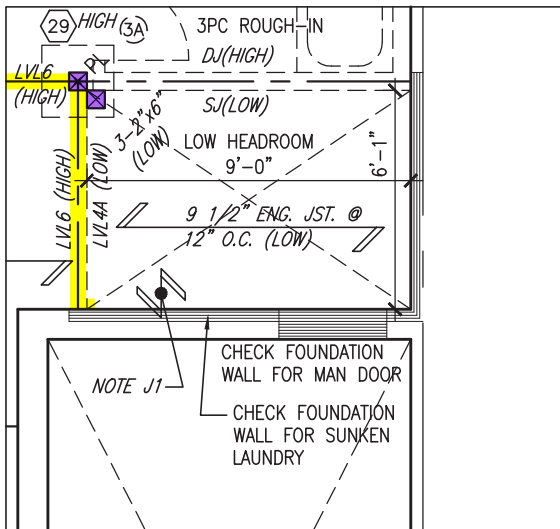 29
HIGH
3A
3PC ROUGH-IN
DJ(HIGH)
LVL6
(HIGH)
PL
3-2"x6"
(LOW)
SJ(LOW)
LOW HEADROOM
9'-0"
6'-1"
LVL6 (HIGH)
LVL4A (LOW)
9 1/2" ENG. JST. @
12" O.C. (LOW)
NOTE J1
CHECK FOUNDATION
WALL FOR MAN DOOR
CHECK FOUNDATION
WALL FOR SUNKEN
LAUNDRY